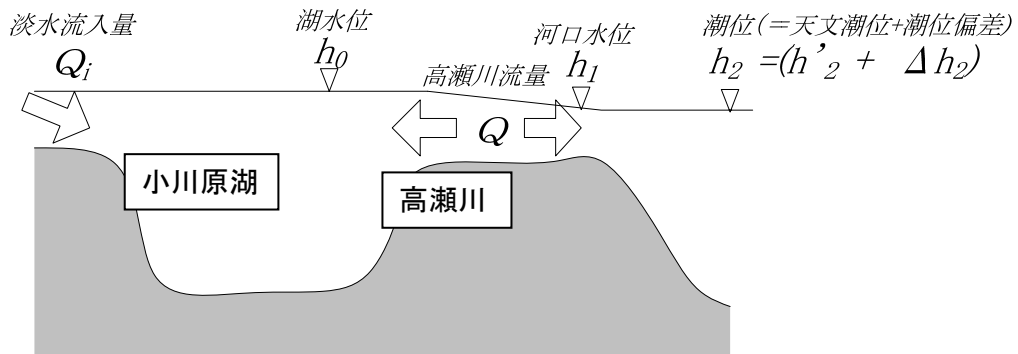 淡水流入量
Qi
湖水位
h0
高瀬川流量
Q
河口水位
h1
潮位(=天文潮位+潮位偏差)
h2 =(h’2 + Δh2)
小川原湖
高瀬川